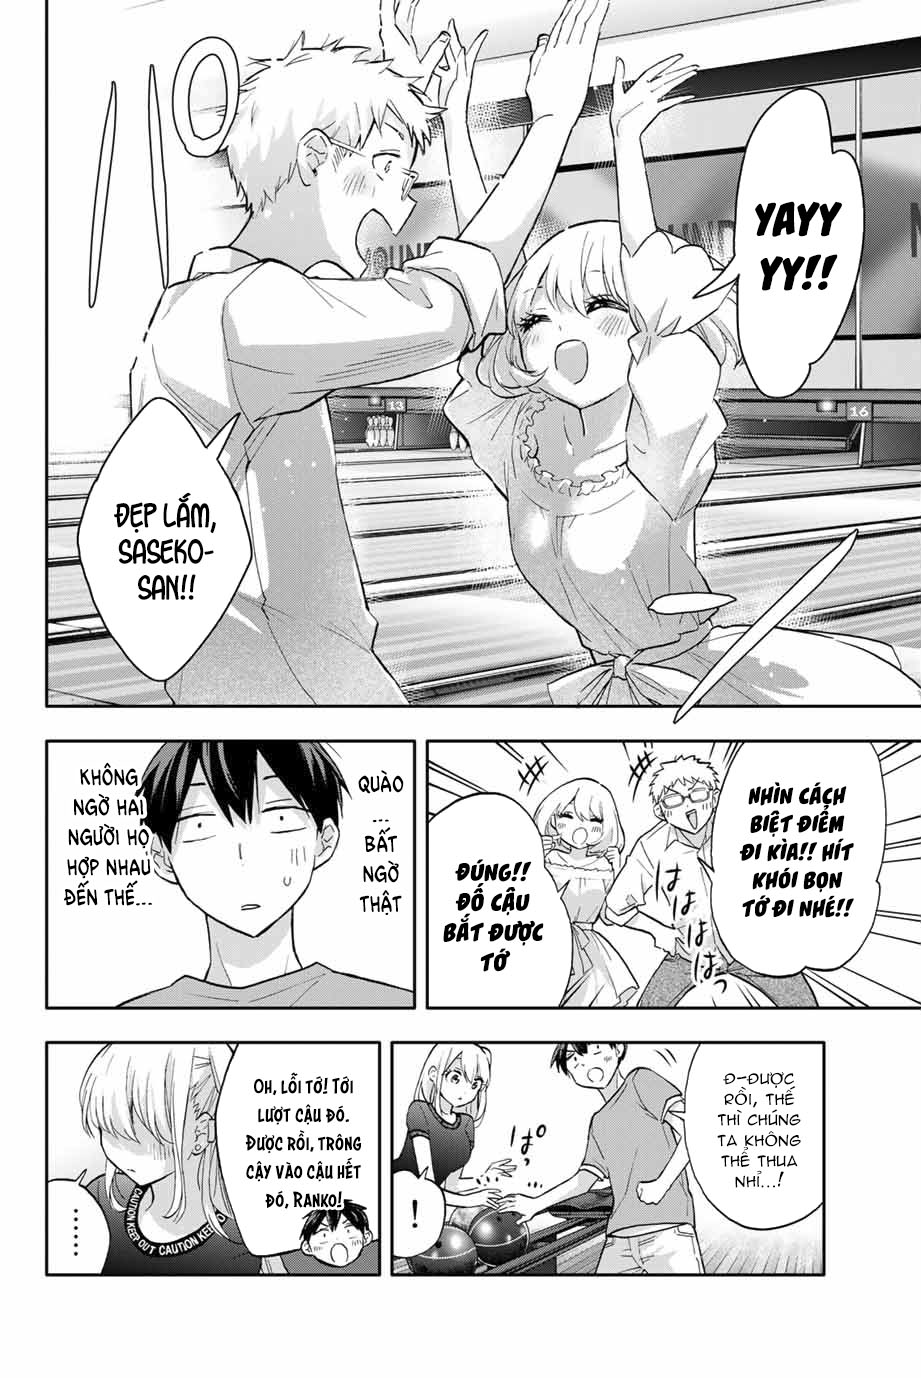 YAYY
YY!!
ĐẸP LẮM,
SASEKO-
SAN!!
13
16
NHÌN CÁCH
BIỆT ĐIỂM
ĐI KÌA!! HÍT
KHÓI BỌN
TỚ ĐI NHÉ!!
はは
はは
はっ
ĐÚNG!!
ĐỐ CẬU
BẮT ĐƯỢC
TỚ
QUÀO
...
BẤT
NGỜ
THẬT
KHÔNG
NGỜ HAI
NGƯỜI HỌ
HỢP NHAU
ĐẾN THẾ...
Đ-ĐƯỢC
RỒI, THẾ
THÌ CHÚNG
TA KHÔNG
THỂ THUA
NHỈ...!
ぱっ
!
OH, LỖI TỚ! TỚI
LƯỢT CẬU ĐÓ.
ĐƯỢC RỒI, TRÔNG
CẬY VÀO CẬU HẾT
ĐÓ, RANKO!
......
CAUTION KEEP OUT CAUTION KEEP